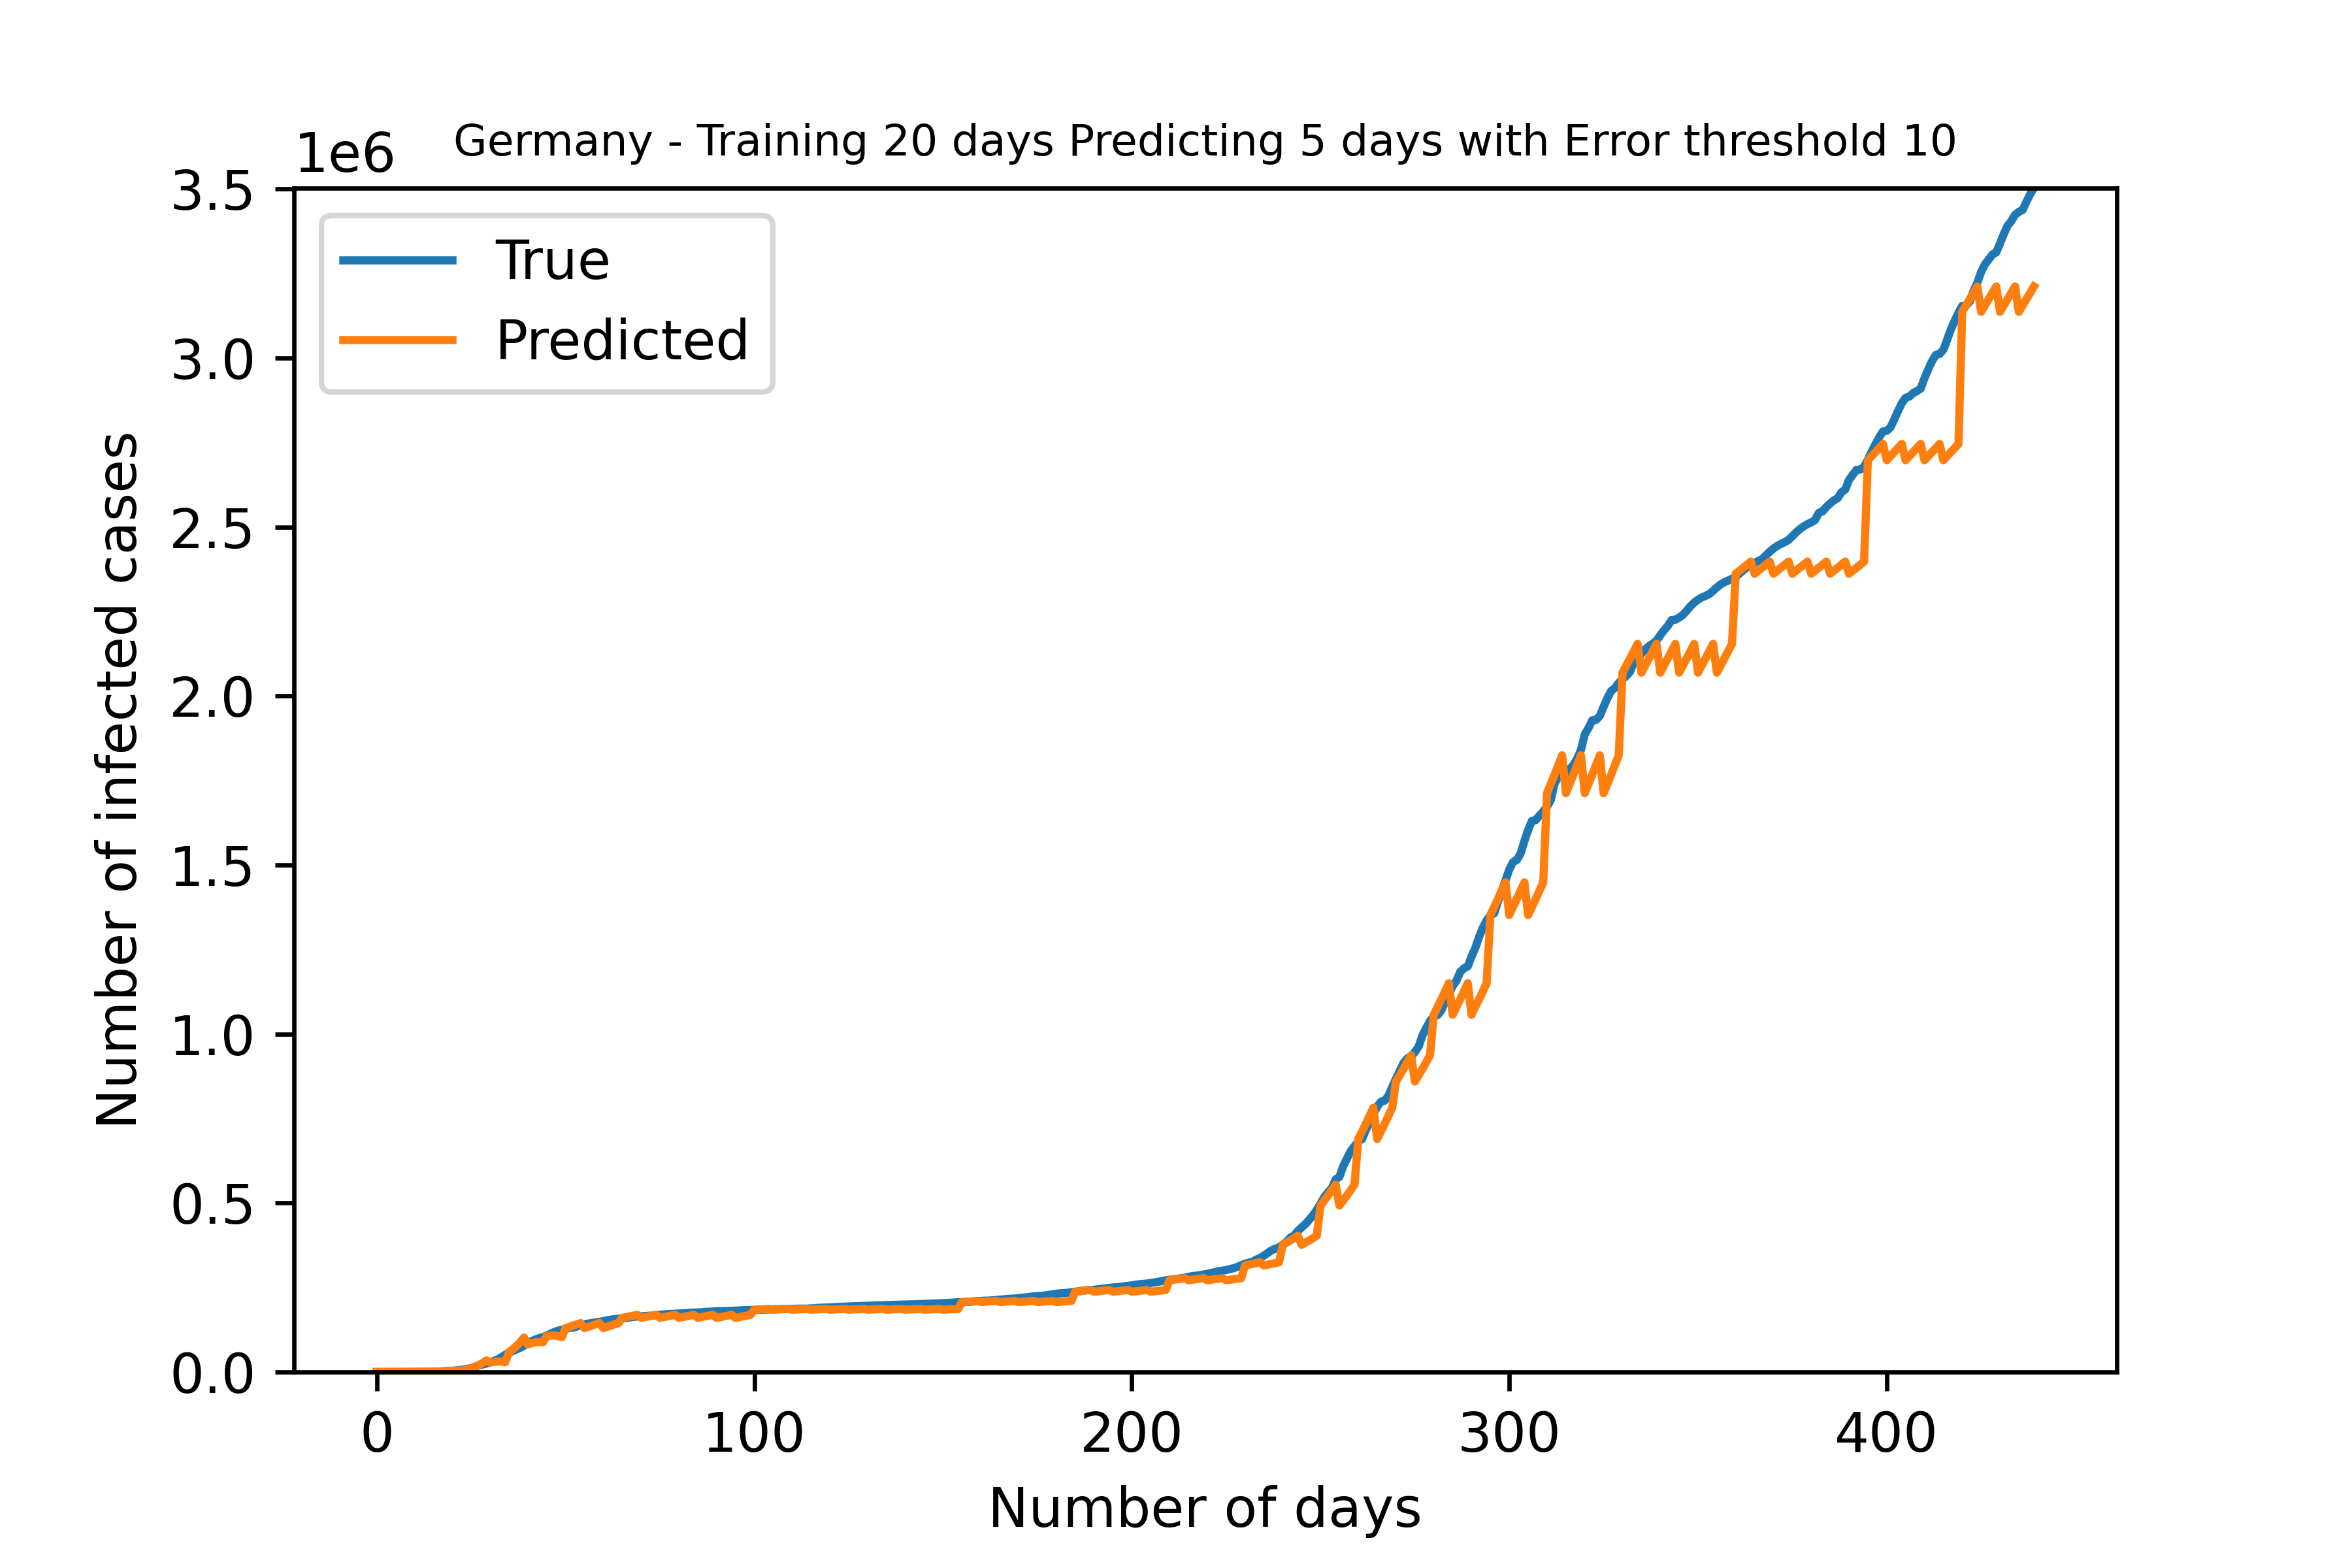 Germany - Training 20 days Predicting 5 days with Error threshold 10
1e6
True
Predicted
3.5
3.0
2.5
2.0
1.5
1.0
0.5
0.0
Number of infected cases
0 100 200 300 400
Number of days